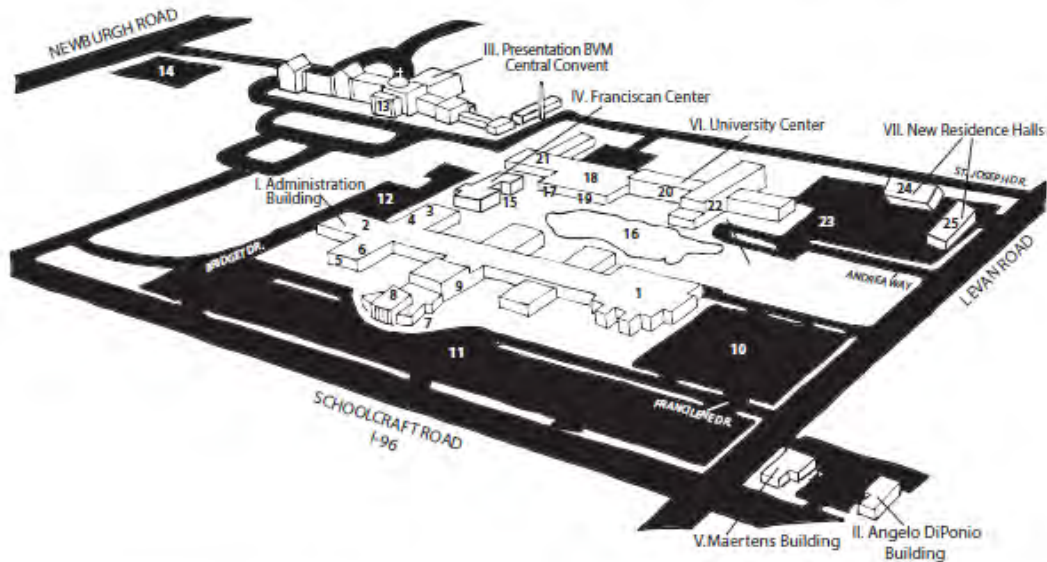 NEWBURGH ROAD
14
III. Presentation BVM
Central Convent
13
IV. Franciscan Center
VI. University Center
VII. New Residence Halls
21
18
17
19
20
22
24
ST. JOSEPH DR.
25
23
I. Administration
Building
12
15
2
3
4
16
6
5
BRIDGET DR.
ANDREA WAY
LEVAN ROAD
9
8
7
1
11
10
FRANCILENE DR.
SCHOOLCRAFT ROAD
I-96
V. Maertens Building
II. Angelo DiPonio
Building